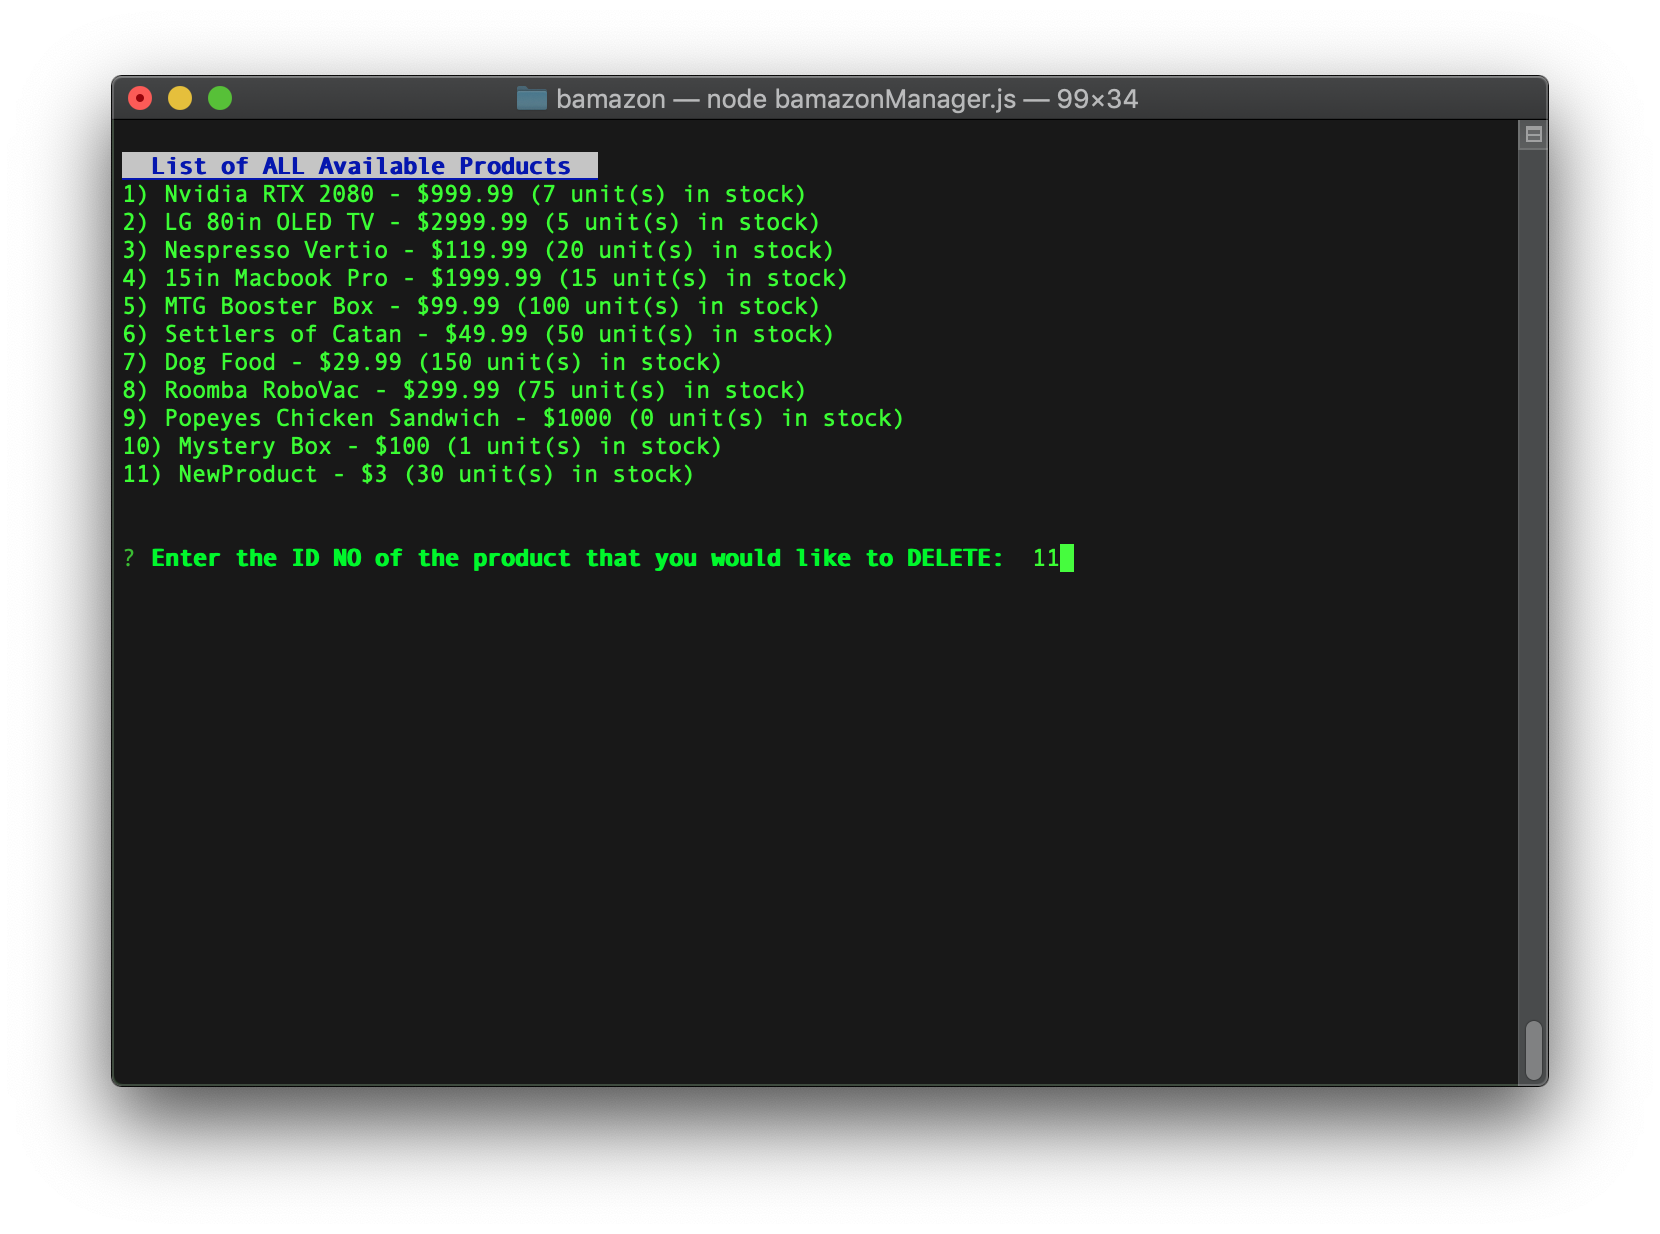 bamazon — node bamazonManager.js — 99×34
List of ALL Available Products
1) Nvidia RTX 2080 - $999.99 (7 unit(s) in stock)
2) LG 80in OLED TV - $2999.99 (5 unit(s) in stock)
3) Nespresso Vertio - $119.99 (20 unit(s) in stock)
4) 15in Macbook Pro - $1999.99 (15 unit(s) in stock)
5) MTG Booster Box - $99.99 (100 unit(s) in stock)
6) Settlers of Catan - $49.99 (50 unit(s) in stock)
7) Dog Food - $29.99 (150 unit(s) in stock)
8) Roomba RoboVac - $299.99 (75 unit(s) in stock)
9) Popeyes Chicken Sandwich - $1000 (0 unit(s) in stock)
10) Mystery Box - $100 (1 unit(s) in stock)
11) NewProduct - $3 (30 unit(s) in stock)
? Enter the ID NO of the product that you would like to DELETE:  11